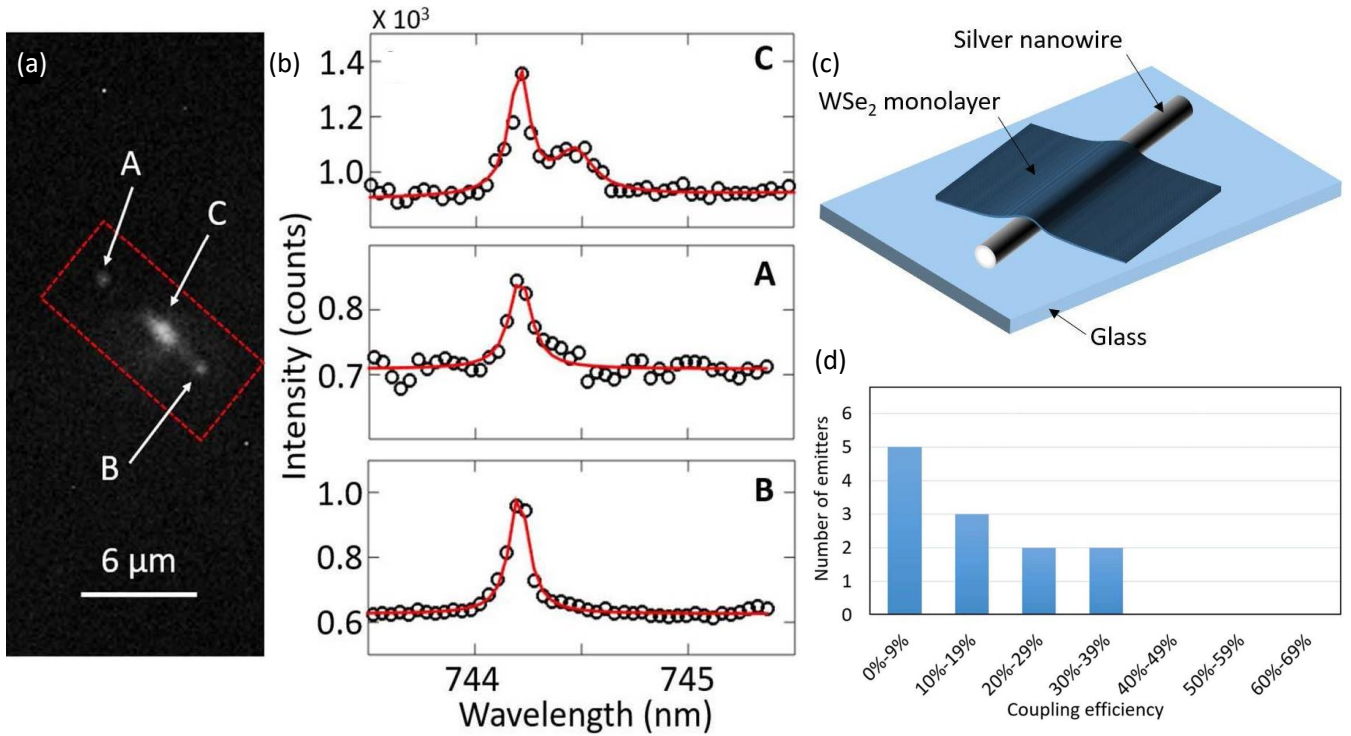 (a)
A
C
B
6 μm
(b)
X 10³
1.4
1.2
1.0
C
0.8
0.7
A
1.0
0.8
0.6
B
744
745
Intensity (counts)
Wavelength (nm)
(c)
Silver nanowire
WSe₂ monolayer
Glass
(d)
6
5
4
3
2
1
0
Number of emitters
0%-9%
10%-19%
20%-29%
30%-39%
40%-49%
50%-59%
60%-69%
Coupling efficiency